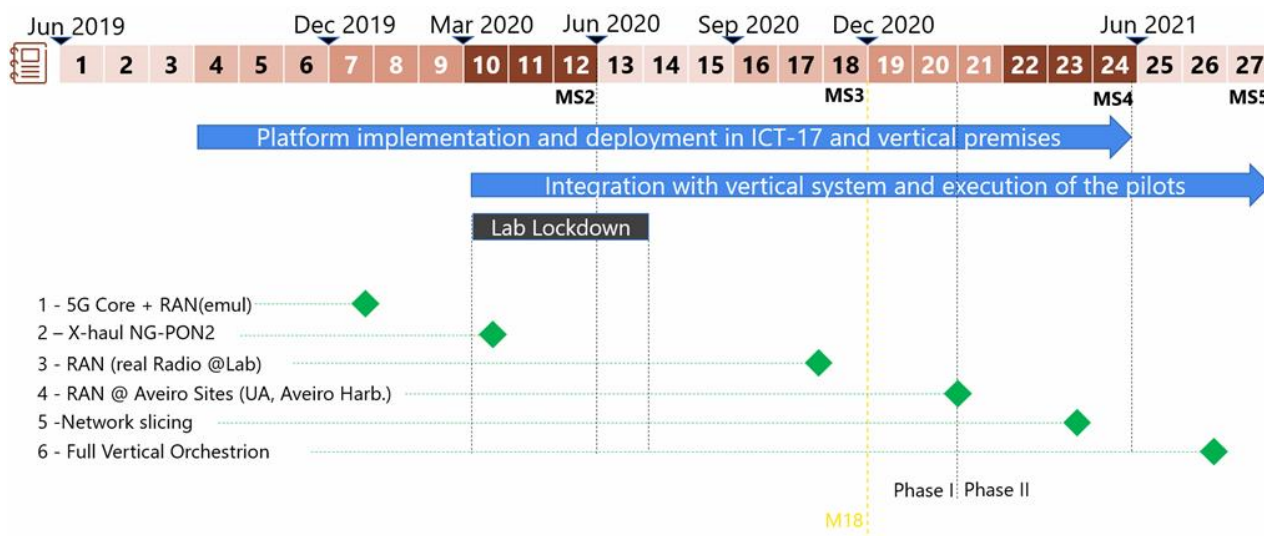 Jun 2019 Dec 2019 Mar 2020 Jun 2020 Sep 2020 Dec 2020 Jun 2021
1 2 3 4 5 6 7 8 9 10 11 12 13 14 15 16 17 18 19 20 21 22 23 24 25 26 27
MS2 MS3 MS4 MS5
Platform implementation and deployment in ICT-17 and vertical premises
Integration with vertical system and execution of the pilots
Lab Lockdown
1 - 5G Core + RAN(emul)
2 – X-haul NG-PON2
3 - RAN (real Radio @Lab)
4 - RAN @ Aveiro Sites (UA, Aveiro Harb.)
5 -Network slicing
6 - Full Vertical Orchestrion
Phase I Phase II
M18